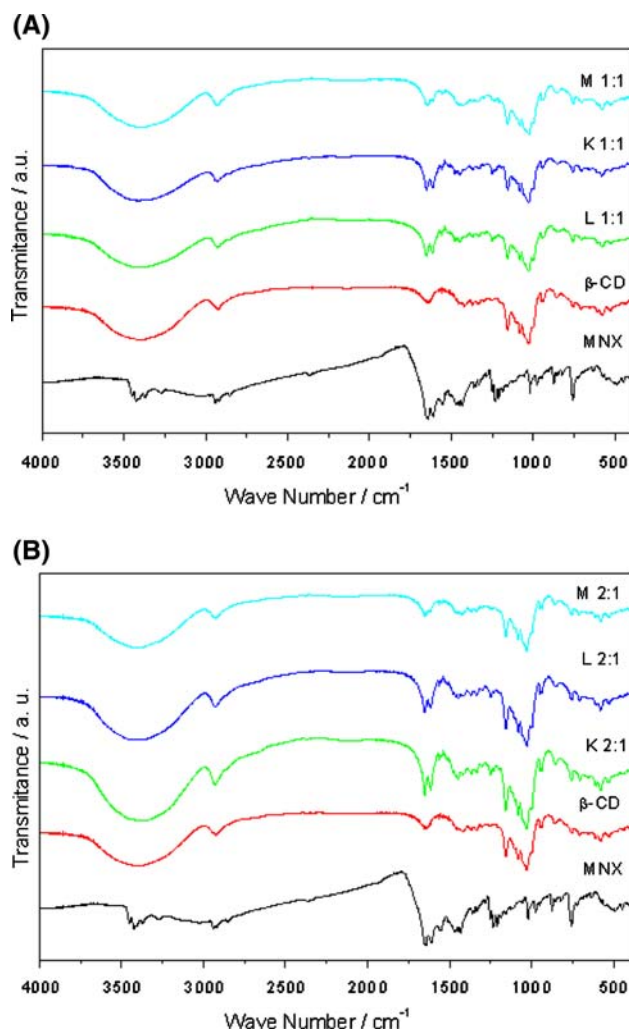 (A)
M 1:1
K 1:1
L 1:1
β-CD
MNX
Transmitance / a.u.
4000 3500 3000 2500 2000 1500 1000 500
Wave Number / cm⁻¹
(B)
M 2:1
L 2:1
K 2:1
β-CD
MNX
Transmitance / a. u.
4000 3500 3000 2500 2000 1500 1000 500
Wave Number / cm⁻¹